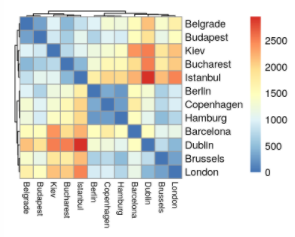 Belgrade
Budapest
Kiev
Bucharest
Istanbul
Berlin
Copenhagen
Hamburg
Barcelona
Dublin
Brussels
London
2500
2000
1500
1000
500
0
Belgrade
Budapest
Kiev
Bucharest
Istanbul
Berlin
Copenhagen
Hamburg
Barcelona
Dublin
Brussels
London